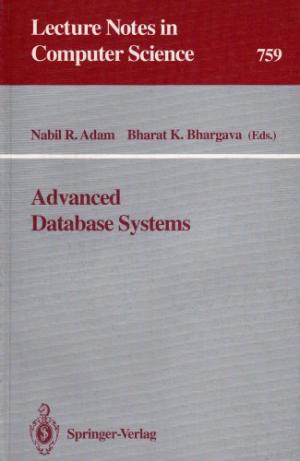 Lecture Notes in
Computer Science
759
Nabil R. Adam Bharat K. Bhargava (Eds.)
Advanced
Database Systems
Springer-Verlag